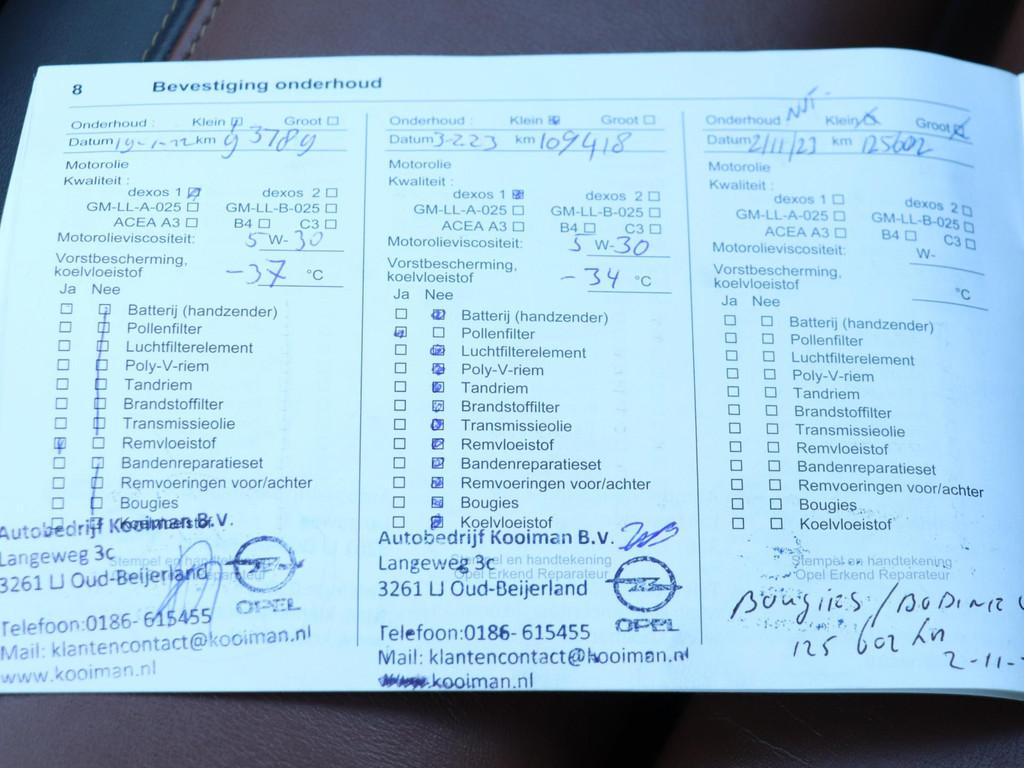 8 Bevestiging onderhoud
Onderhoud : Klein Groot
Datum 19-1-22 km 93789
Motorolie
Kwaliteit :
dexos 1 dexos 2
GM-LL-A-025 GM-LL-B-025
ACEA A3 B4 C3
Motorolieviscositeit: 5 W-30
Vorstbescherming,
koelvloeistof -37 °C
Ja Nee
Batterij (handzender)
Pollenfilter
Luchtfilterelement
Poly-V-riem
Tandriem
Brandstoffilter
Transmissieolie
Remvloeistof
Bandenreparatieset
Remvoeringen voor/achter
Bougies
Koelvloeistof
Autobedrijf Kooiman B.V.
Langeweg 3c
Stempel en handtekening
3261 LJ Oud-Beijerland
OPEL
Telefoon:0186-615455
Mail: klantencontact@kooiman.nl
www.kooiman.nl
Onderhoud : Klein Groot
Datum 3-2-23 km 109418
Motorolie
Kwaliteit :
dexos 1 dexos 2
GM-LL-A-025 GM-LL-B-025
ACEA A3 B4 C3
Motorolieviscositeit: 5 W-30
Vorstbescherming,
koelvloeistof -34 °C
Ja Nee
Batterij (handzender)
Pollenfilter
Luchtfilterelement
Poly-V-riem
Tandriem
Brandstoffilter
Transmissieolie
Remvloeistof
Bandenreparatieset
Remvoeringen voor/achter
Bougies
Koelvloeistof
Autobedrijf Kooiman B.V.
Langeweg 3c
Stempel en handtekening
Opel Erkend Reparateur
3261 LJ Oud-Beijerland
OPEL
Telefoon:0186-615455
Mail: klantencontact@kooiman.nl
www.kooiman.nl
Onderhoud Klein Groot
Datum 2/11/23 km 125602
Motorolie
Kwaliteit :
dexos 1 dexos 2
GM-LL-A-025 GM-LL-B-025
ACEA A3 B4 C3
Motorolieviscositeit: W-
Vorstbescherming,
koelvloeistof °C
Ja Nee
Batterij (handzender)
Pollenfilter
Luchtfilterelement
Poly-V-riem
Tandriem
Brandstoffilter
Transmissieolie
Remvloeistof
Bandenreparatieset
Remvoeringen voor/achter
Bougies
Koelvloeistof
Stempel en handtekening
Opel Erkend Reparateur
Bougies /
125 602 km
2-11-